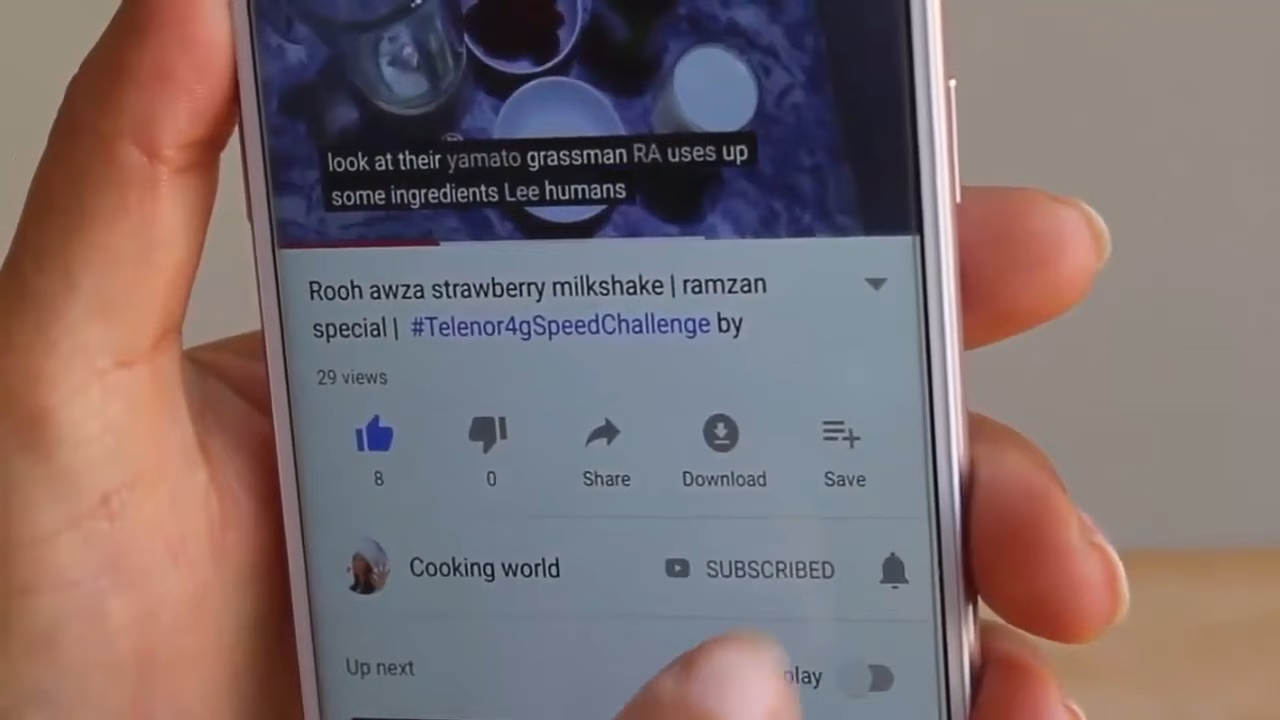 look at their yamato grassman RA uses up
some ingredients Lee humans
Rooh awza strawberry milkshake | ramzan
special | #Telenor4gSpeedChallenge by
29 views
8 0 Share Download Save
Cooking world SUBSCRIBED
Up next play